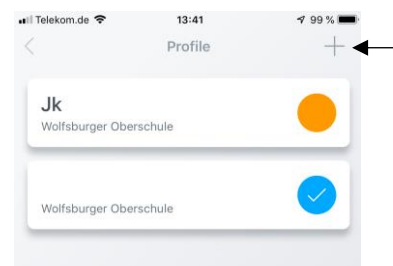 Telekom.de 13:41 99 %
Profile
Jk
Wolfsburger Oberschule
Wolfsburger Oberschule